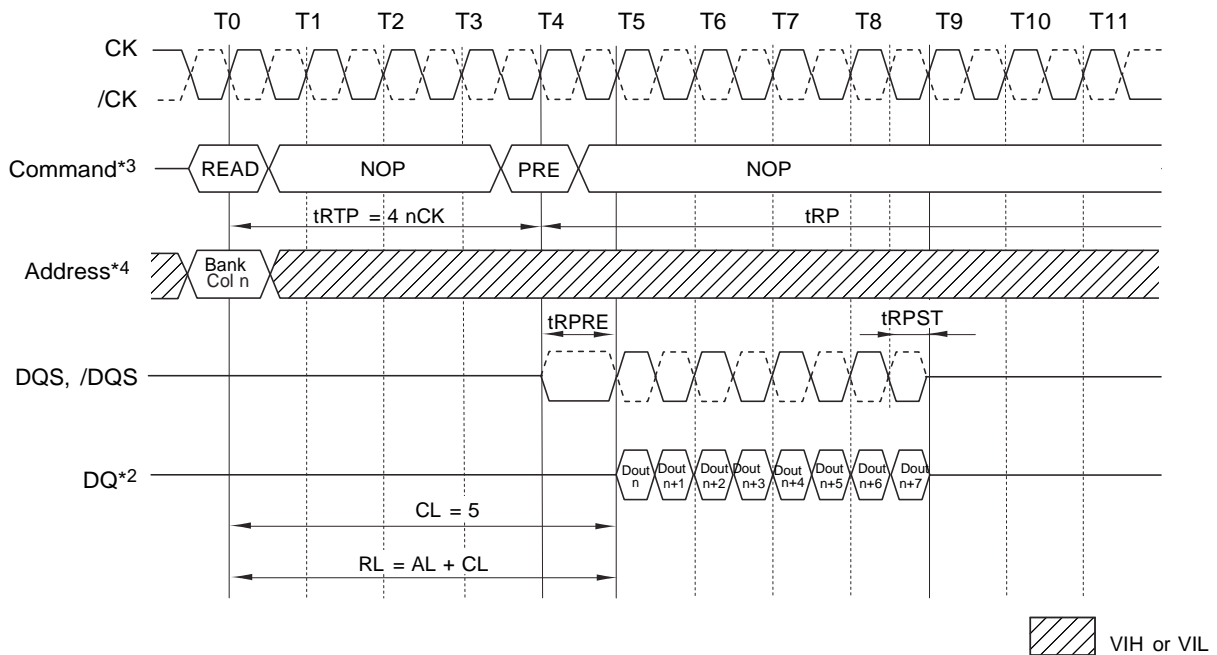 T0 T1 T2 T3 T4 T5 T6 T7 T8 T9 T10 T11
CK
/CK
Command*3 READ NOP PRE NOP
tRTP = 4 nCK tRP
Address*4 Bank
Col n
tRPRE tRPST
DQS, /DQS
DQ*2 Dout n Dout n+1 Dout n+2 Dout n+3 Dout n+4 Dout n+5 Dout n+6 Dout n+7
CL = 5
RL = AL + CL
VIH or VIL